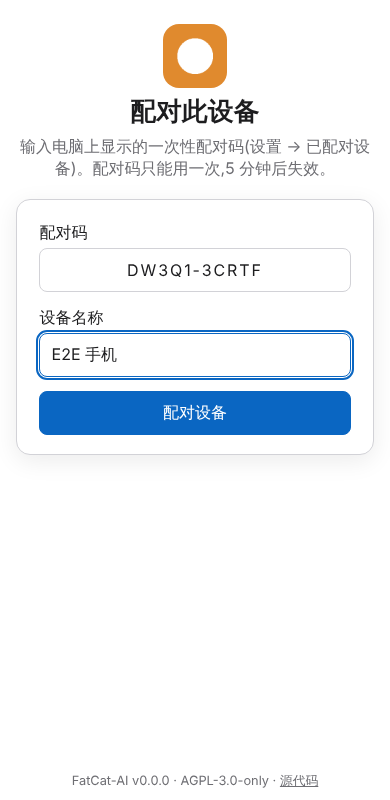 配对此设备
输入电脑上显示的一次性配对码(设置 → 已配对设
备)。配对码只能用一次,5 分钟后失效。
配对码
DW3Q1-3CRTF
设备名称
E2E 手机
配对设备
FatCat-AI v0.0.0 · AGPL-3.0-only · 源代码